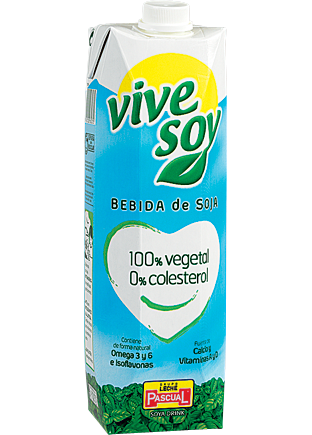 vive
soy
BEBIDA de SOJA
100% vegetal
0% colesterol
Contiene
de forma natural
Omega 3 y 6
e isoflavonas
Calcio y
Vitaminas A y D
LECHE
PASCUAL
SOYA DRINK